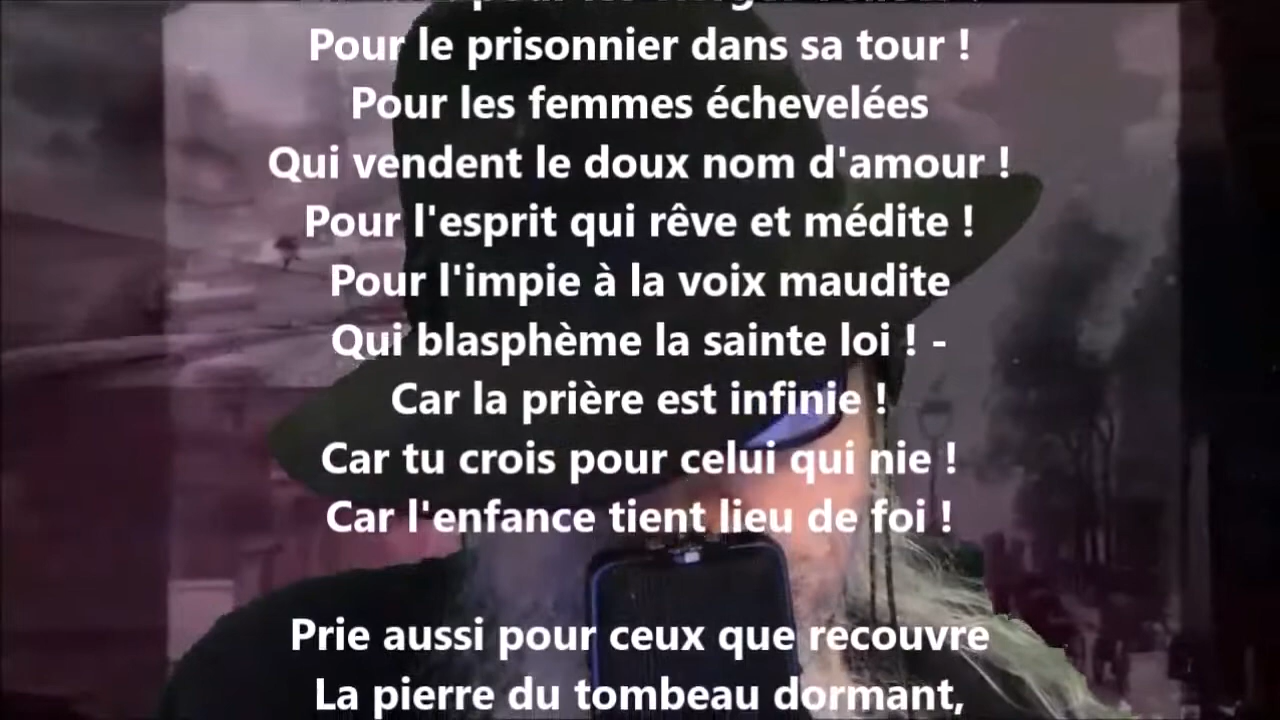 Pour le prisonnier dans sa tour !
Pour les femmes échevelées
Qui vendent le doux nom d'amour !
Pour l'esprit qui rêve et médite !
Pour l'impie à la voix maudite
Qui blasphème la sainte loi ! -
Car la prière est infinie !
Car tu crois pour celui qui nie !
Car l'enfance tient lieu de foi !
Prie aussi pour ceux que recouvre
La pierre du tombeau dormant,